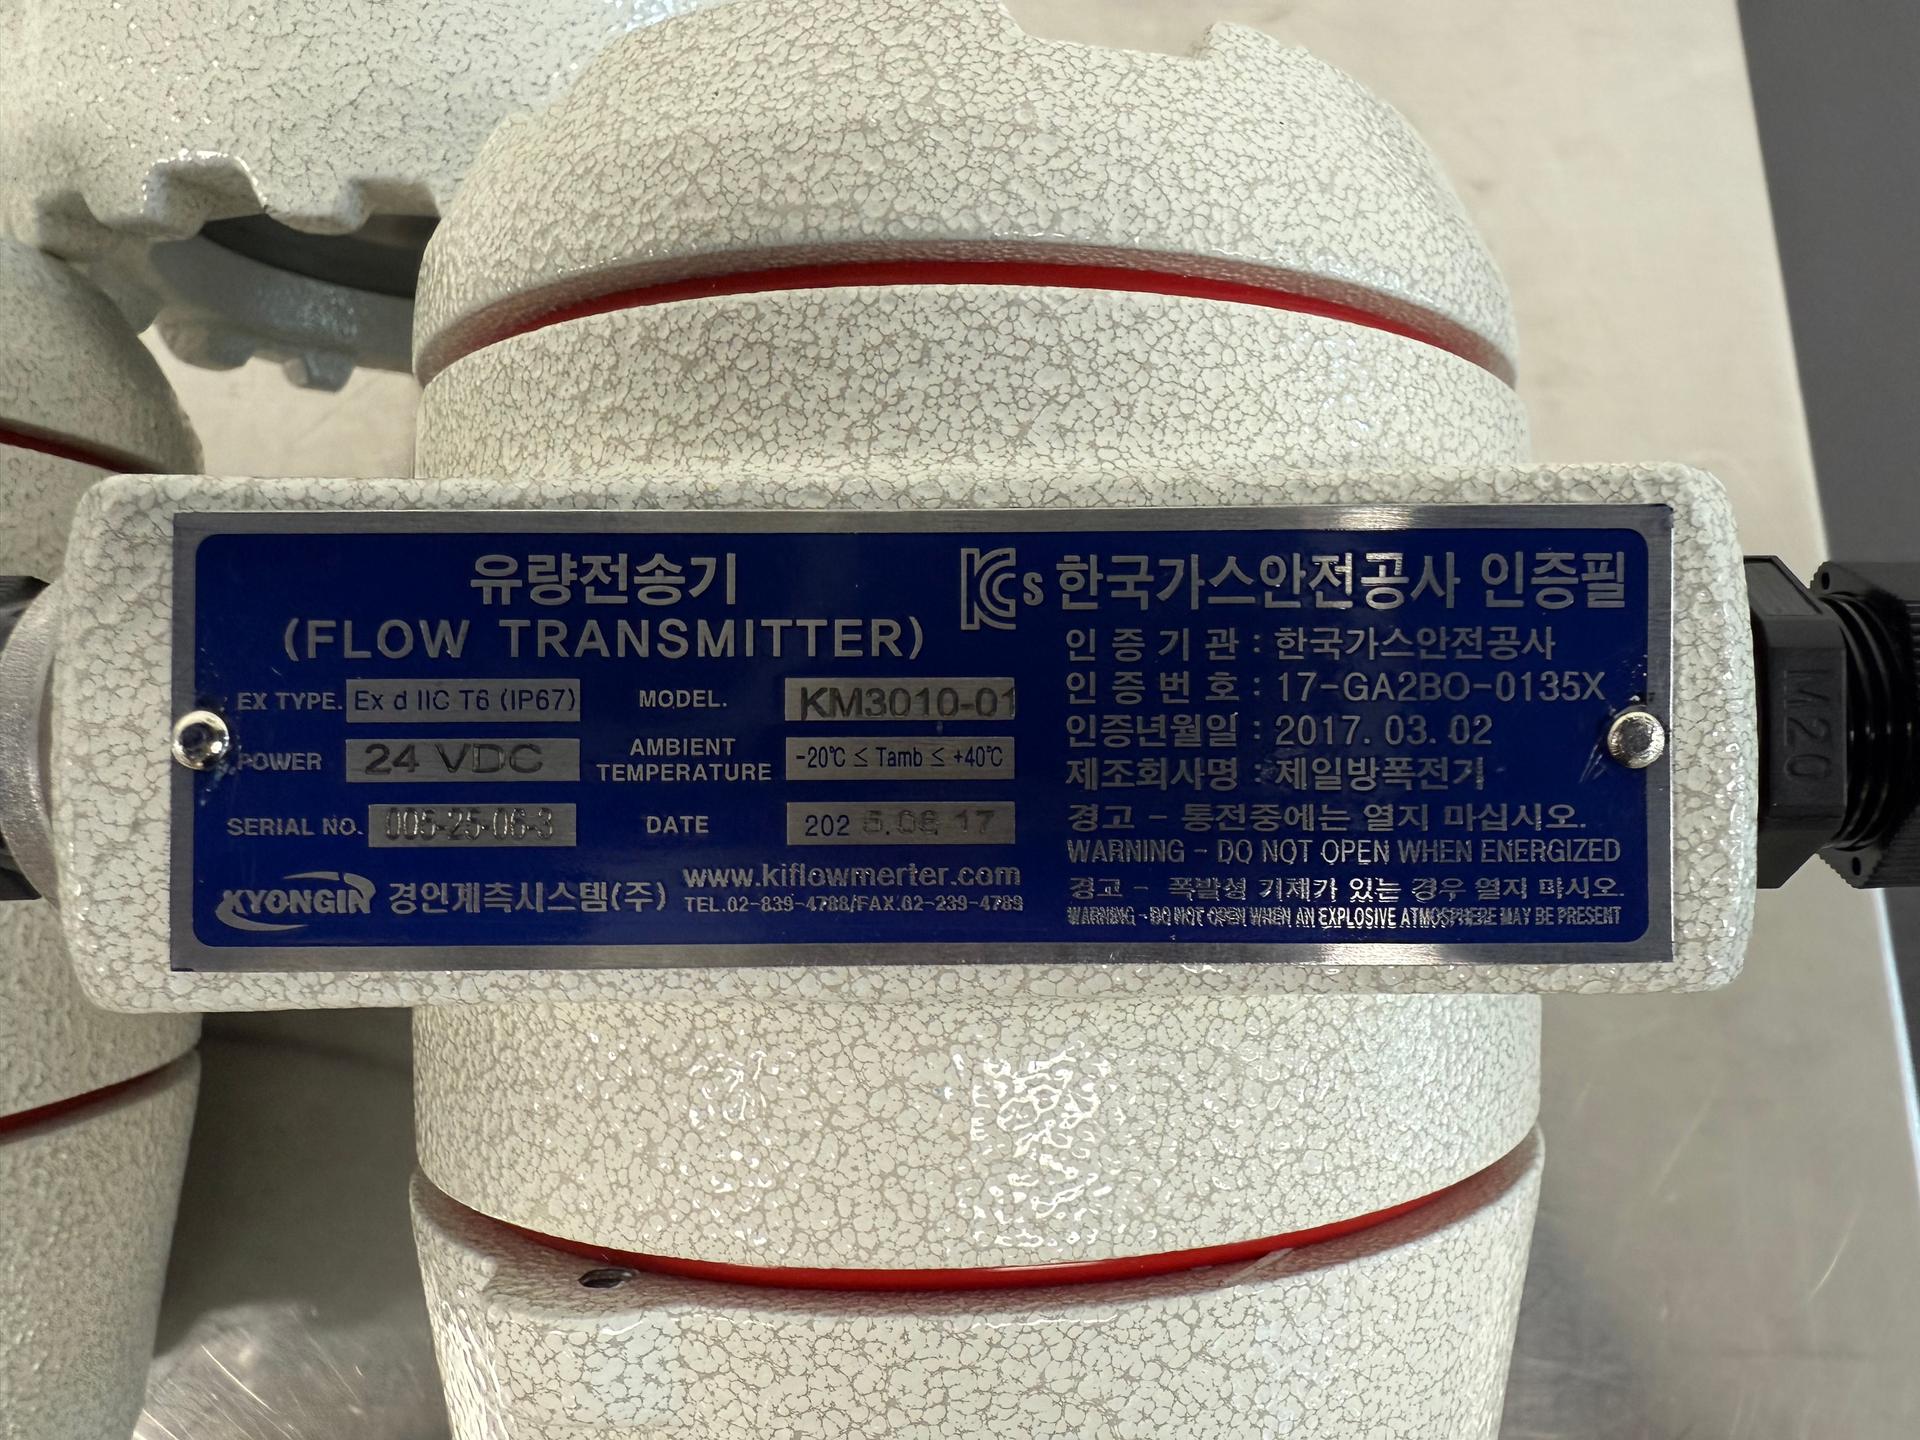 유량전송기
(FLOW TRANSMITTER)
EX TYPE. Ex d IIC T6 (IP67)
MODEL. KM3010-01
POWER 24 VDC
AMBIENT TEMPERATURE -20℃ ≤ Tamb ≤ +40℃
SERIAL NO. 005-25-06-3
DATE 2025.06.17
KYONGIN 경인계측시스템(주)
www.kiflowmerter.com
TEL.02-839-4788/FAX.02-239-4789
KCs 한국가스안전공사 인증필
인 증 기 관 : 한국가스안전공사
인 증 번 호 : 17-GA2BO-0135X
인증년월일 : 2017. 03. 02
제조회사명 : 제일방폭전기
경고 - 통전중에는 열지 마십시오.
WARNING - DO NOT OPEN WHEN ENERGIZED
경고 - 폭발성 기체가 있는 경우 열지 마시오.
WARNING - DO NOT OPEN WHEN AN EXPLOSIVE ATMOSPHERE MAY BE PRESENT
M20